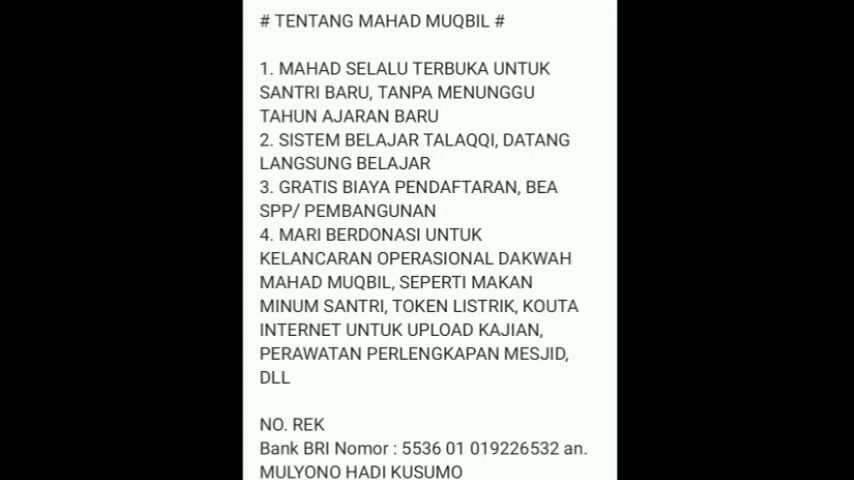 # TENTANG MAHAD MUQBIL #
1. MAHAD SELALU TERBUKA UNTUK
SANTRI BARU, TANPA MENUNGGU
TAHUN AJARAN BARU
2. SISTEM BELAJAR TALAQQI, DATANG
LANGSUNG BELAJAR
3. GRATIS BIAYA PENDAFTARAN, BEA
SPP/ PEMBANGUNAN
4. MARI BERDONASI UNTUK
KELANCARAN OPERASIONAL DAKWAH
MAHAD MUQBIL, SEPERTI MAKAN
MINUM SANTRI, TOKEN LISTRIK, KOUTA
INTERNET UNTUK UPLOAD KAJIAN,
PERAWATAN PERLENGKAPAN MESJID,
DLL
NO. REK
Bank BRI Nomor : 5536 01 019226532 an.
MULYONO HADI KUSUMO